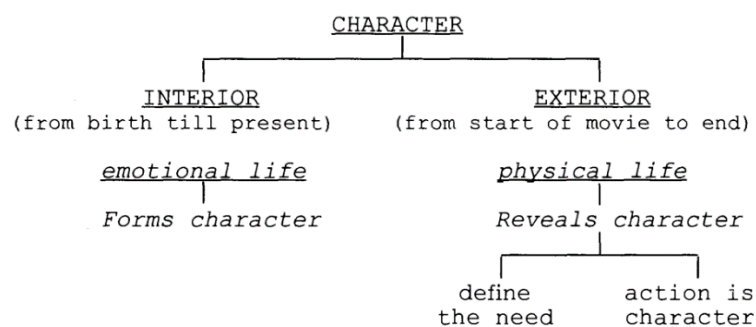 CHARACTER
INTERIOR
(from birth till present)
EXTERIOR
(from start of movie to end)
emotional life
physical life
Forms character
Reveals character
define
the need
action is
character